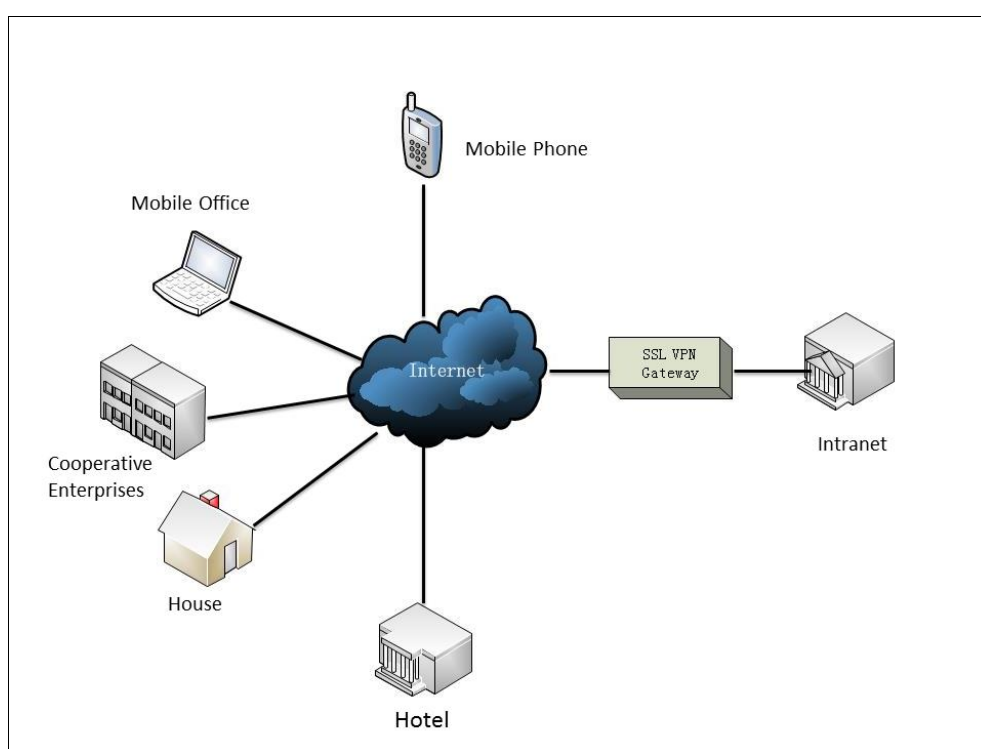 Mobile Phone
Mobile Office
Internet
SSL VPN
Gateway
Intranet
Cooperative
Enterprises
House
Hotel